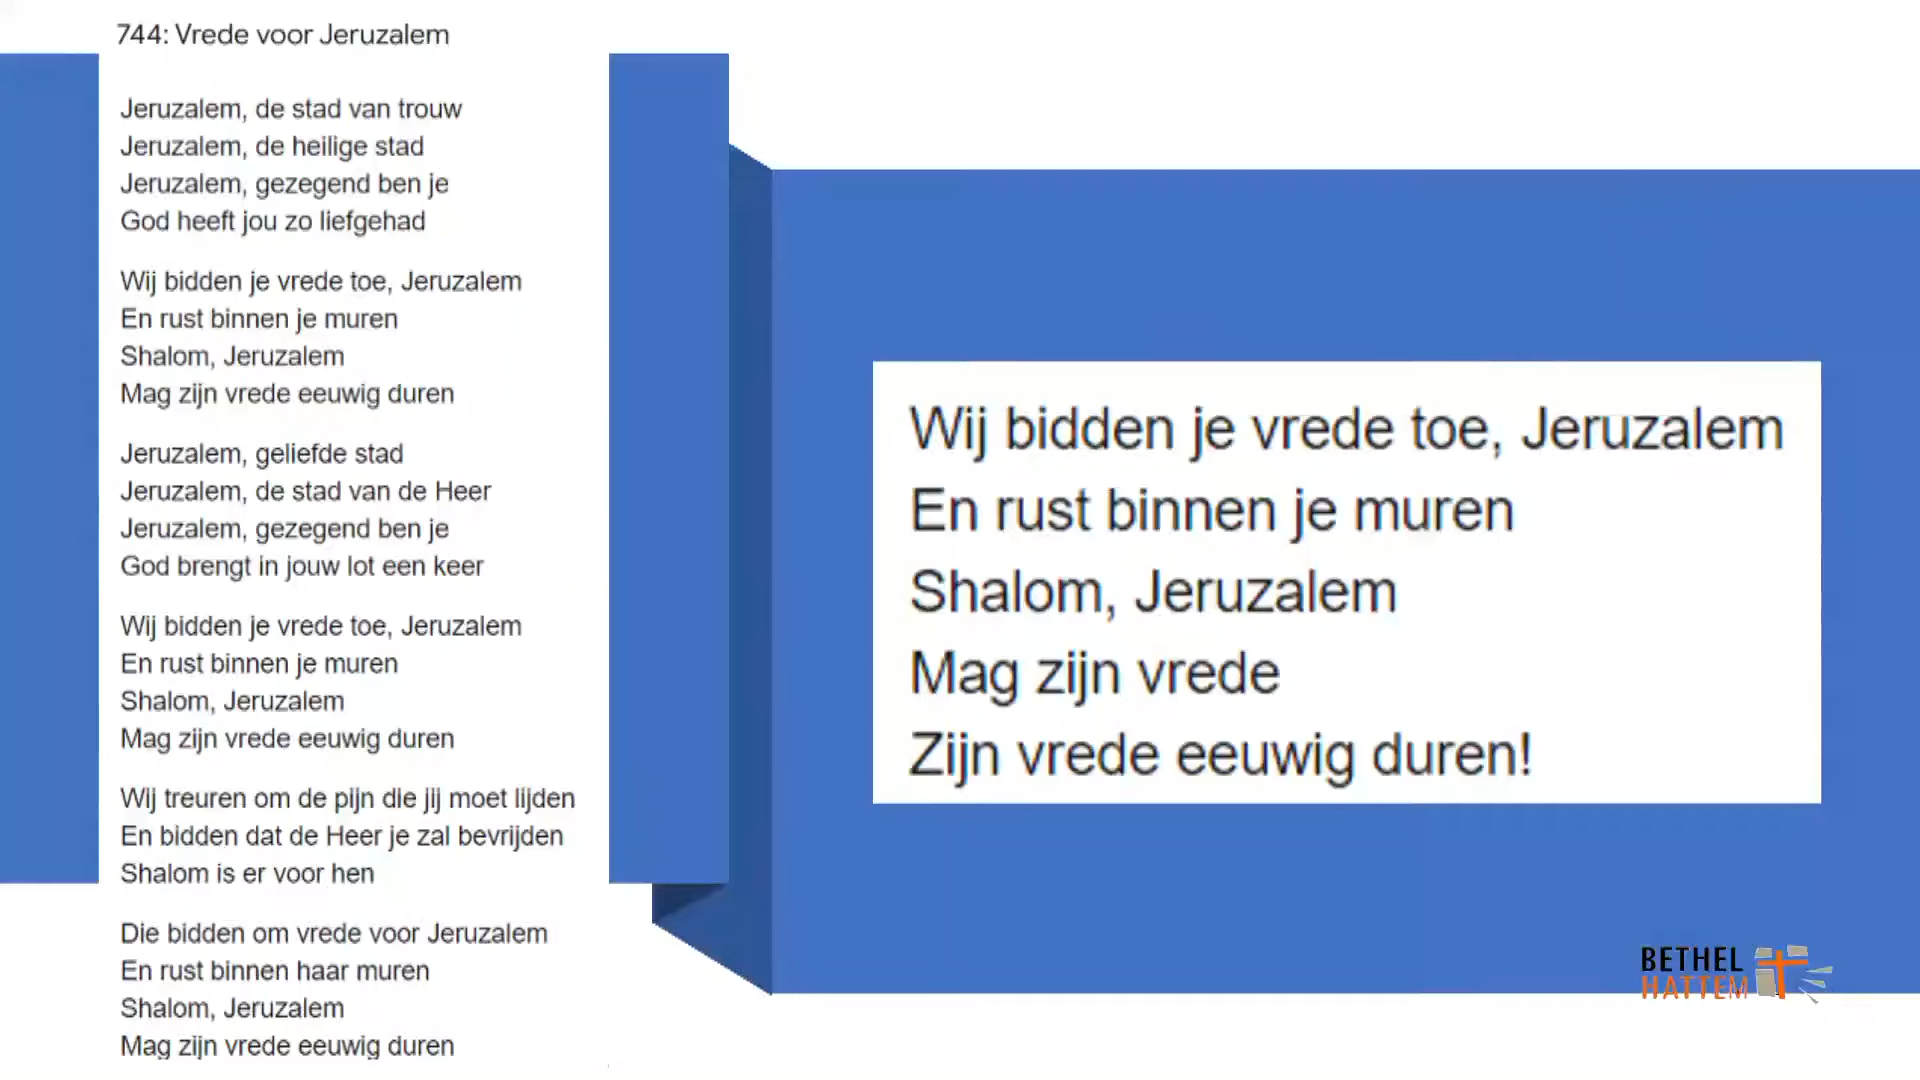 744: Vrede voor Jeruzalem
Jeruzalem, de stad van trouw
Jeruzalem, de heilige stad
Jeruzalem, gezegend ben je
God heeft jou zo liefgehad
Wij bidden je vrede toe, Jeruzalem
En rust binnen je muren
Shalom, Jeruzalem
Mag zijn vrede eeuwig duren
Jeruzalem, geliefde stad
Jeruzalem, de stad van de Heer
Jeruzalem, gezegend ben je
God brengt in jouw lot een keer
Wij bidden je vrede toe, Jeruzalem
En rust binnen je muren
Shalom, Jeruzalem
Mag zijn vrede eeuwig duren
Wij treuren om de pijn die jij moet lijden
En bidden dat de Heer je zal bevrijden
Shalom is er voor hen
Die bidden om vrede voor Jeruzalem
En rust binnen haar muren
Shalom, Jeruzalem
Mag zijn vrede eeuwig duren
Wij bidden je vrede toe, Jeruzalem
En rust binnen je muren
Shalom, Jeruzalem
Mag zijn vrede
Zijn vrede eeuwig duren!
BETHEL
HATTEM